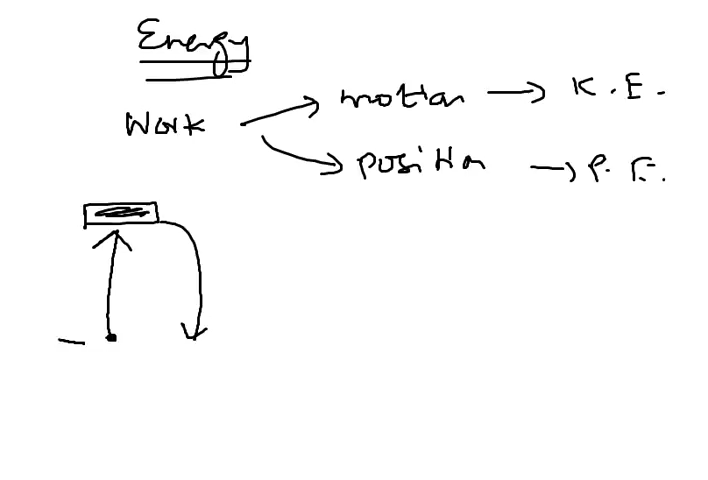 Energy
Work → motion → K.E.
→ position → P.E.